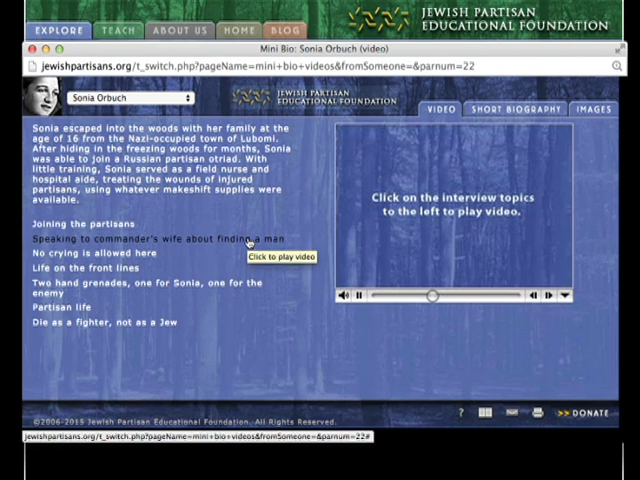 JEWISH PARTISAN
EDUCATIONAL FOUNDATION
EXPLORE TEACH ABOUT US HOME BLOG
Mini Bio: Sonia Orbuch (video)
jewishpartisans.org/t_switch.php?pageName=mini+bio+videos&fromSomeone=&parnum=22
Sonia Orbuch
JEWISH PARTISAN
EDUCATIONAL FOUNDATION
VIDEO SHORT BIOGRAPHY IMAGES
Sonia escaped into the woods with her family at the
age of 16 from the Nazi-occupied town of Lubomi.
After hiding in the freezing woods for months, Sonia
was able to join a Russian partisan otriad. With
little training, Sonia served as a field nurse and
hospital aide, treating the wounds of injured
partisans, using whatever makeshift supplies were
available.
Joining the partisans
Speaking to commander's wife about finding a man
No crying is allowed here
Life on the front lines
Two hand grenades, one for Sonia, one for the
enemy
Partisan life
Die as a fighter, not as a Jew
Click to play video
Click on the interview topics
to the left to play video.
©2006-2015 Jewish Partisan Educational Foundation. All Rights Reserved.
? >> DONATE
jewishpartisans.org/t_switch.php?pageName=mini+bio+videos&fromSomeone=&parnum=22#